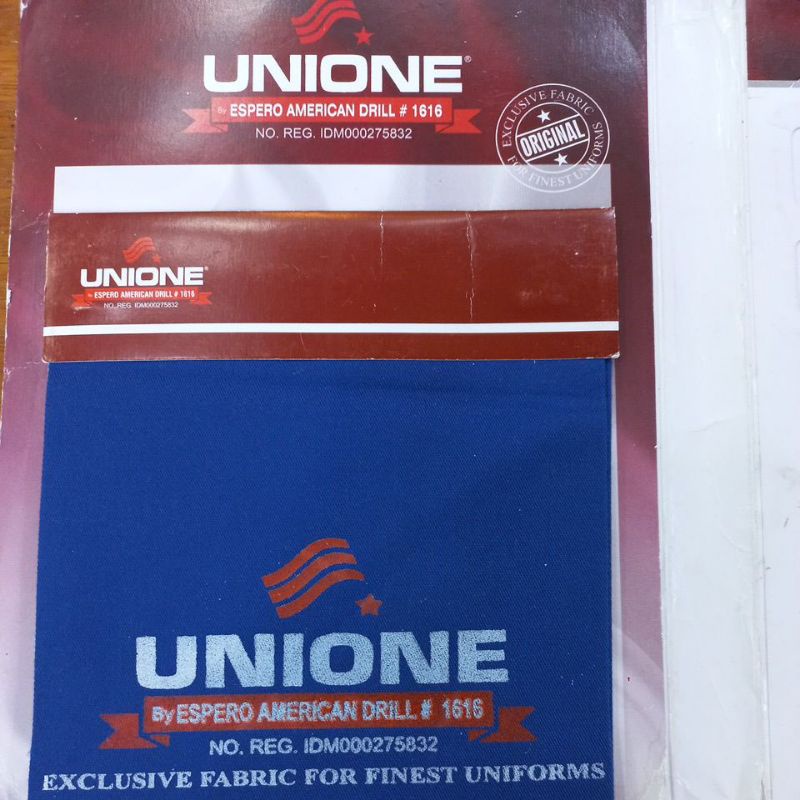 UNIONE®
By ESPERO AMERICAN DRILL # 1616
NO. REG. IDM000275832
EXCLUSIVE FABRIC
ORIGINAL
FOR FINEST UNIFORMS
UNIONE®
By ESPERO AMERICAN DRILL # 1616
NO. REG. IDM000275832
UNIONE
By ESPERO AMERICAN DRILL # 1616
NO. REG. IDM000275832
EXCLUSIVE FABRIC FOR FINEST UNIFORMS